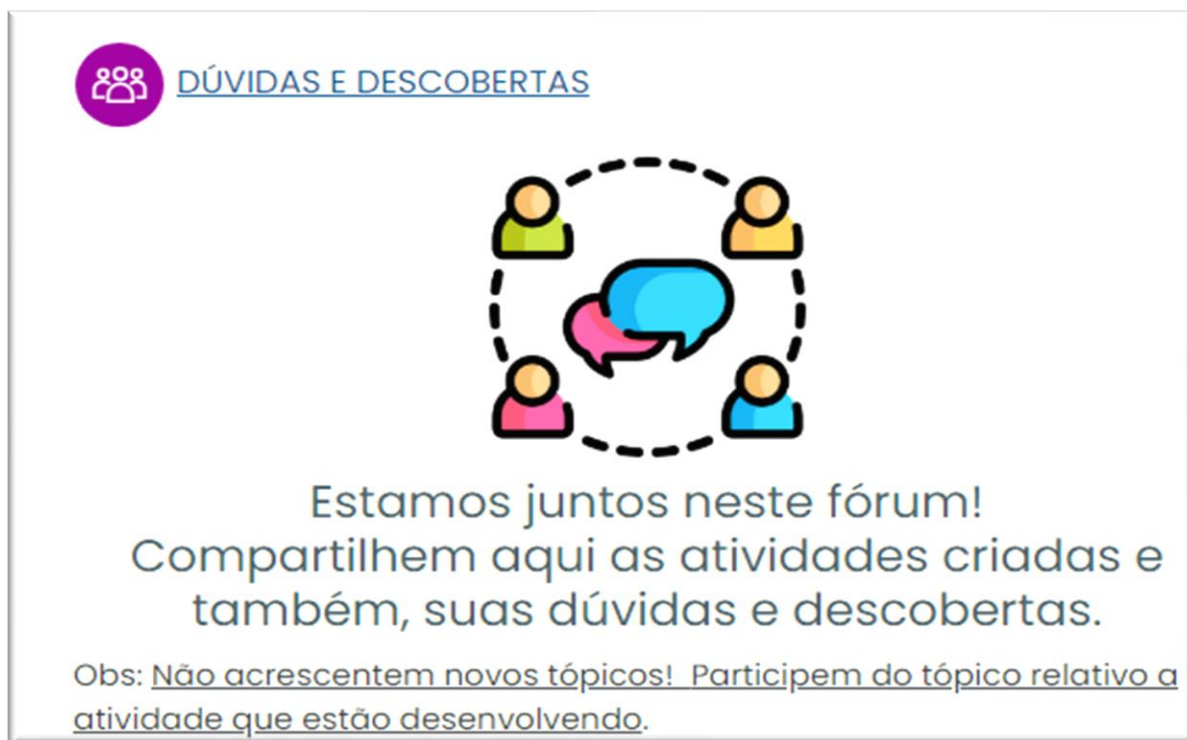 DÚVIDAS E DESCOBERTAS
Estamos juntos neste fórum!
Compartilhem aqui as atividades criadas e
também, suas dúvidas e descobertas.
Obs: Não acrescentem novos tópicos! Participem do tópico relativo a
atividade que estão desenvolvendo.